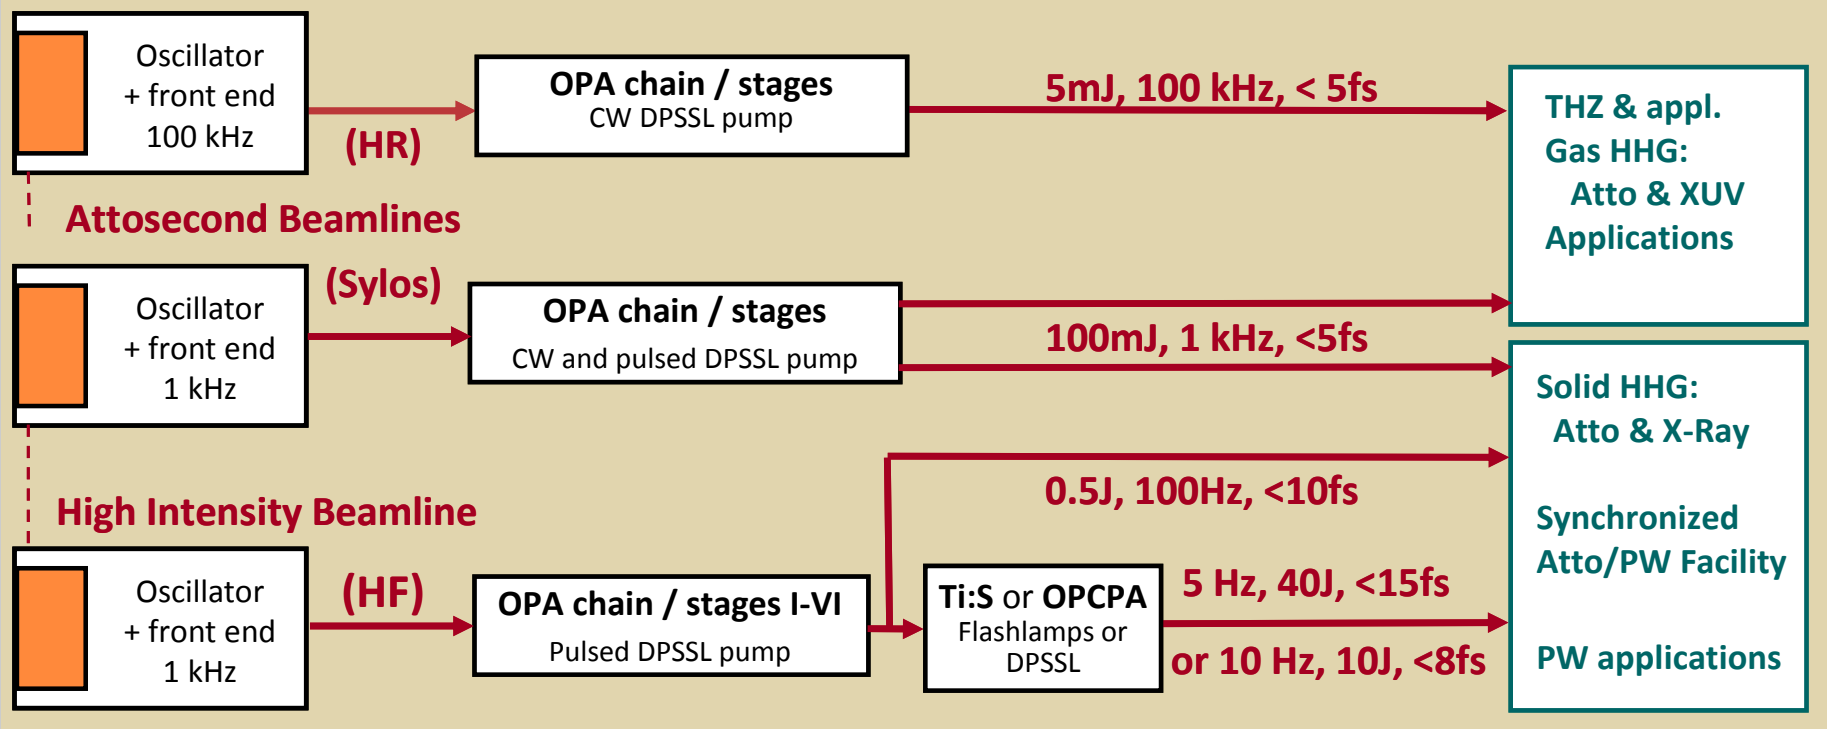 Oscillator
+ front end
100 kHz
(HR)
OPA chain / stages
CW DPSSL pump
5mJ, 100 kHz, < 5fs
THZ & appl.
Gas HHG:
Atto & XUV
Applications
Attosecond Beamlines
Oscillator
+ front end
1 kHz
(Sylos)
OPA chain / stages
CW and pulsed DPSSL pump
100mJ, 1 kHz, <5fs
Solid HHG:
Atto & X-Ray
Synchronized
Atto/PW Facility
PW applications
0.5J, 100Hz, <10fs
High Intensity Beamline
Oscillator
+ front end
1 kHz
(HF)
OPA chain / stages I-VI
Pulsed DPSSL pump
Ti:S or OPCPA
Flashlamps or
DPSSL
5 Hz, 40J, <15fs
or 10 Hz, 10J, <8fs